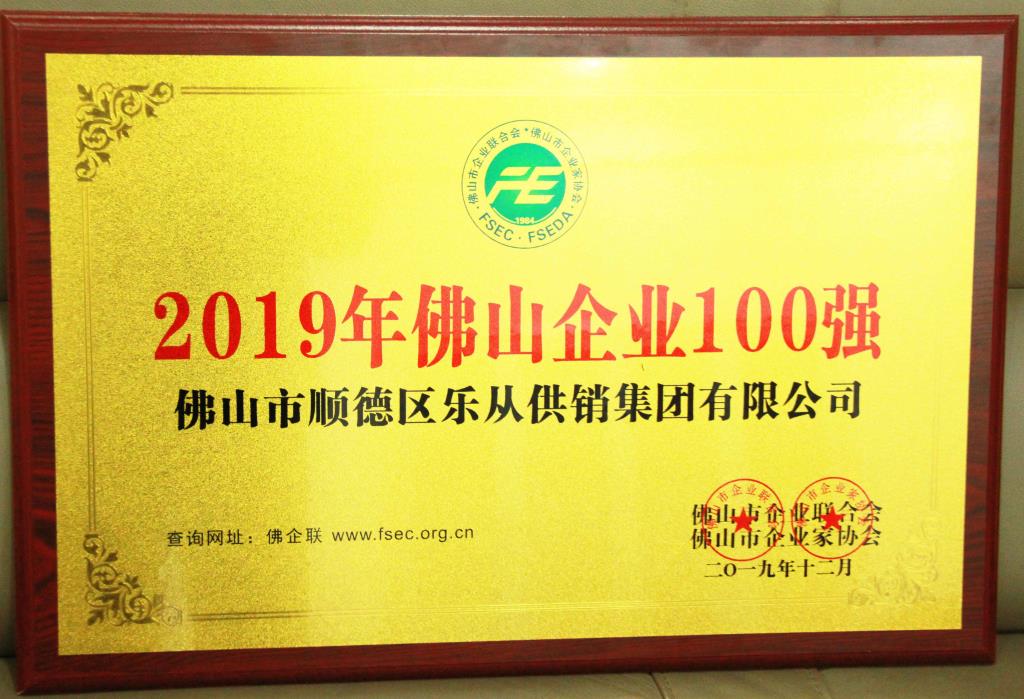 佛山市企业联合会*佛山市企业家协会
FE
1984
·FSEC·FSEDA·
2019年佛山企业100强
佛山市顺德区乐从供销集团有限公司
查询网址：佛企联 www.fsec.org.cn
佛山市企业联合会
佛山市企业家协会
二〇一九年十二月